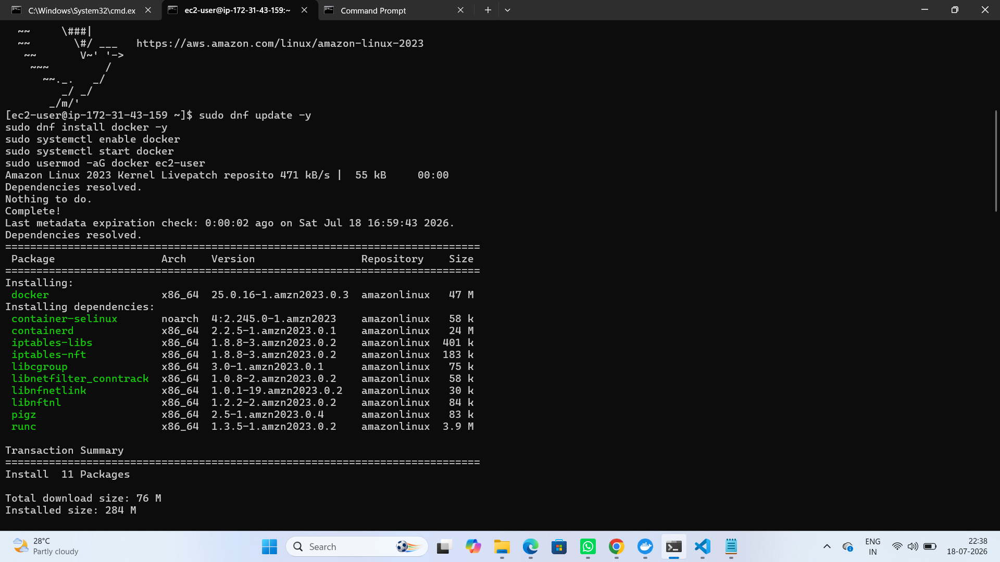 C:\Windows\System32\cmd.ex
ec2-user@ip-172-31-43-159:~
Command Prompt
~~     \###|
~~       \#/ ___   https://aws.amazon.com/linux/amazon-linux-2023
~~       V~' '->
~~~         /
~~._.   _/
_/ _/
_/m/'
[ec2-user@ip-172-31-43-159 ~]$ sudo dnf update -y
sudo dnf install docker -y
sudo systemctl enable docker
sudo systemctl start docker
sudo usermod -aG docker ec2-user
Amazon Linux 2023 Kernel Livepatch reposito 471 kB/s |  55 kB     00:00
Dependencies resolved.
Nothing to do.
Complete!
Last metadata expiration check: 0:00:02 ago on Sat Jul 18 16:59:43 2026.
Dependencies resolved.
============================================================================
Package                 Arch    Version                 Repository    Size
============================================================================
Installing:
docker                  x86_64  25.0.16-1.amzn2023.0.3  amazonlinux   47 M
Installing dependencies:
container-selinux       noarch  4:2.245.0-1.amzn2023    amazonlinux   58 k
containerd              x86_64  2.2.5-1.amzn2023.0.1    amazonlinux   24 M
iptables-libs           x86_64  1.8.8-3.amzn2023.0.2    amazonlinux  401 k
iptables-nft            x86_64  1.8.8-3.amzn2023.0.2    amazonlinux  183 k
libcgroup               x86_64  3.0-1.amzn2023.0.1      amazonlinux   75 k
libnetfilter_conntrack  x86_64  1.0.8-2.amzn2023.0.2    amazonlinux   58 k
libnfnetlink            x86_64  1.0.1-19.amzn2023.0.2   amazonlinux   30 k
libnftnl                x86_64  1.2.2-2.amzn2023.0.2    amazonlinux   84 k
pigz                    x86_64  2.5-1.amzn2023.0.4      amazonlinux   83 k
runc                    x86_64  1.3.5-1.amzn2023.0.2    amazonlinux  3.9 M
Transaction Summary
============================================================================
Install  11 Packages
Total download size: 76 M
Installed size: 284 M
28°C
Partly cloudy
Search
ENG
IN
22:38
18-07-2026